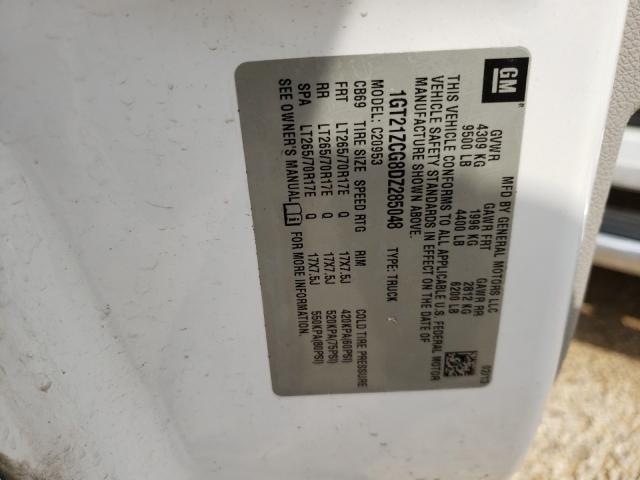 GM
MFD BY GENERAL MOTORS LLC
GVWR GAWR FRT GAWR RR
4309 KG 1996 KG 2812 KG
9500 LB 4400 LB 6200 LB
THIS VEHICLE CONFORMS TO ALL APPLICABLE U.S. FEDERAL MOTOR
VEHICLE SAFETY STANDARDS IN EFFECT ON THE DATE OF
MANUFACTURE SHOWN ABOVE.
1GT21ZCG8DZ285048 TYPE: TRUCK
MODEL: C20953
CB69 TIRE SIZE SPEED RTG RIM COLD TIRE PRESSURE
FRT LT265/70R17E Q 17X7.5J 420KPA(60PSI)
RR LT265/70R17E Q 17X7.5J 520KPA(75PSI)
SPA LT265/70R17E Q 17X7.5J 550KPA(80PSI)
SEE OWNER'S MANUAL FOR MORE INFORMATION.